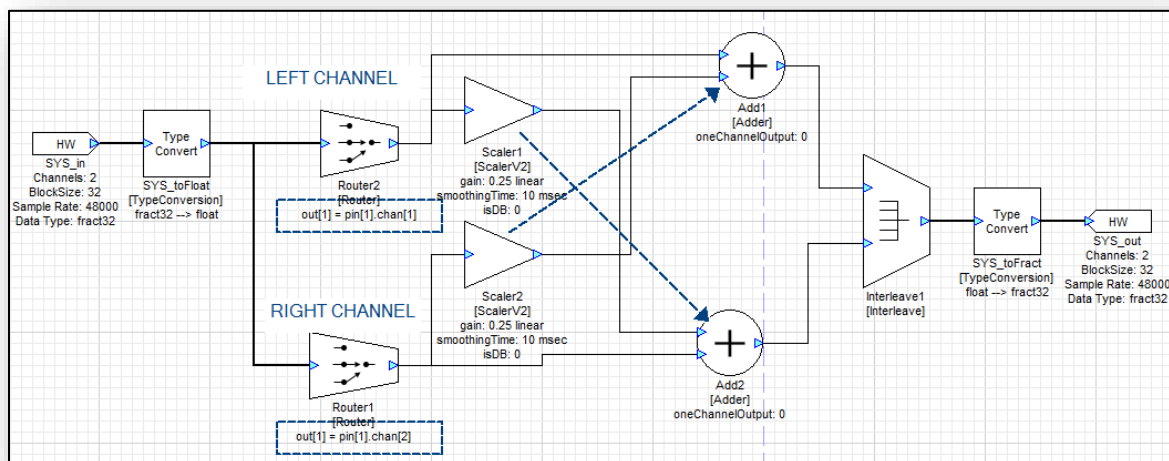 HW
SYS_in
Channels: 2
BlockSize: 32
Sample Rate: 48000
Data Type: fract32
Type
Convert
SYS_toFloat
[TypeConversion]
fract32 --> float
LEFT CHANNEL
Router2
[Router]
out[1] = pin[1].chan[1]
RIGHT CHANNEL
Router1
[Router]
out[1] = pin[1].chan[2]
Scaler1
[ScalerV2]
gain: 0.25 linear
smoothingTime: 10 msec
isDB: 0
Scaler2
[ScalerV2]
gain: 0.25 linear
smoothingTime: 10 msec
isDB: 0
Add1
[Adder]
oneChannelOutput: 0
Add2
[Adder]
oneChannelOutput: 0
Interleave1
[Interleave]
Type
Convert
SYS_toFract
[TypeConversion]
float --> fract32
HW
SYS_out
Channels: 2
BlockSize: 32
Sample Rate: 48000
Data Type: fract32